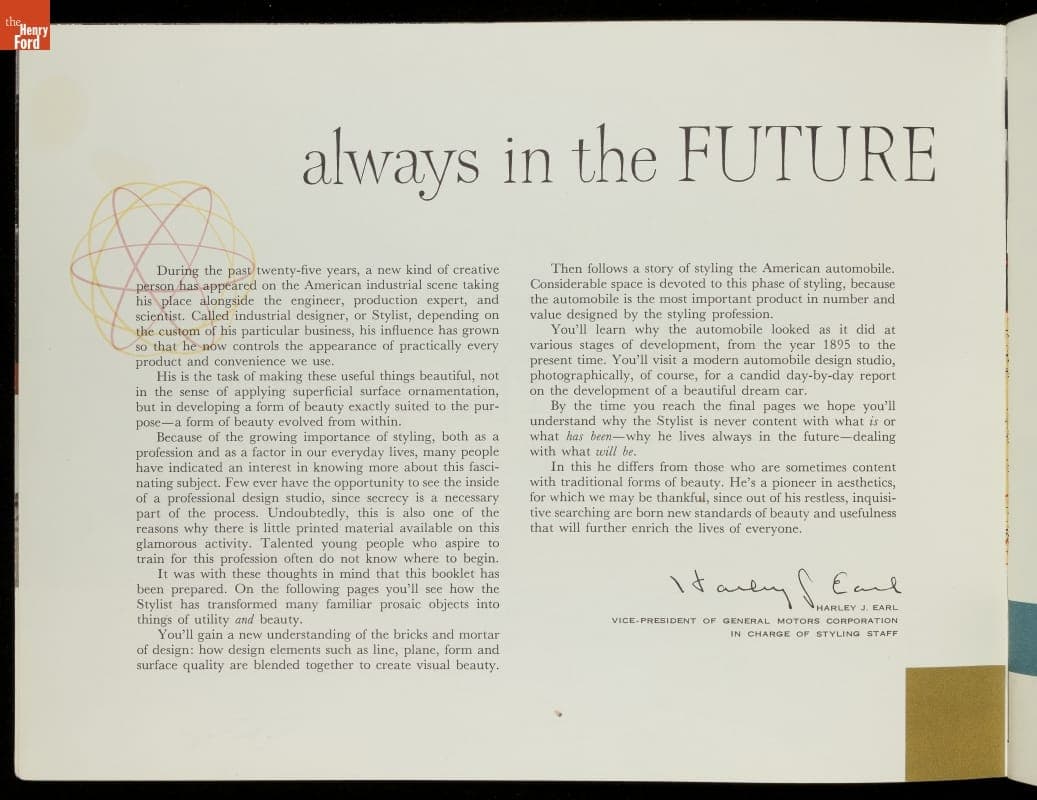 the
Henry
Ford
always in the FUTURE
During the past twenty-five years, a new kind of creative
person has appeared on the American industrial scene taking
his place alongside the engineer, production expert, and
scientist. Called industrial designer, or Stylist, depending on
the custom of his particular business, his influence has grown
so that he now controls the appearance of practically every
product and convenience we use.
His is the task of making these useful things beautiful, not
in the sense of applying superficial surface ornamentation,
but in developing a form of beauty exactly suited to the pur-
pose—a form of beauty evolved from within.
Because of the growing importance of styling, both as a
profession and as a factor in our everyday lives, many people
have indicated an interest in knowing more about this fasci-
nating subject. Few ever have the opportunity to see the inside
of a professional design studio, since secrecy is a necessary
part of the process. Undoubtedly, this is also one of the
reasons why there is little printed material available on this
glamorous activity. Talented young people who aspire to
train for this profession often do not know where to begin.
It was with these thoughts in mind that this booklet has
been prepared. On the following pages you'll see how the
Stylist has transformed many familiar prosaic objects into
things of utility and beauty.
You'll gain a new understanding of the bricks and mortar
of design: how design elements such as line, plane, form and
surface quality are blended together to create visual beauty.
Then follows a story of styling the American automobile.
Considerable space is devoted to this phase of styling, because
the automobile is the most important product in number and
value designed by the styling profession.
You'll learn why the automobile looked as it did at
various stages of development, from the year 1895 to the
present time. You'll visit a modern automobile design studio,
photographically, of course, for a candid day-by-day report
on the development of a beautiful dream car.
By the time you reach the final pages we hope you'll
understand why the Stylist is never content with what is or
what has been—why he lives always in the future—dealing
with what will be.
In this he differs from those who are sometimes content
with traditional forms of beauty. He's a pioneer in aesthetics,
for which we may be thankful, since out of his restless, inquisi-
tive searching are born new standards of beauty and usefulness
that will further enrich the lives of everyone.
Harley J. Earl
HARLEY J. EARL
VICE-PRESIDENT OF GENERAL MOTORS CORPORATION
IN CHARGE OF STYLING STAFF